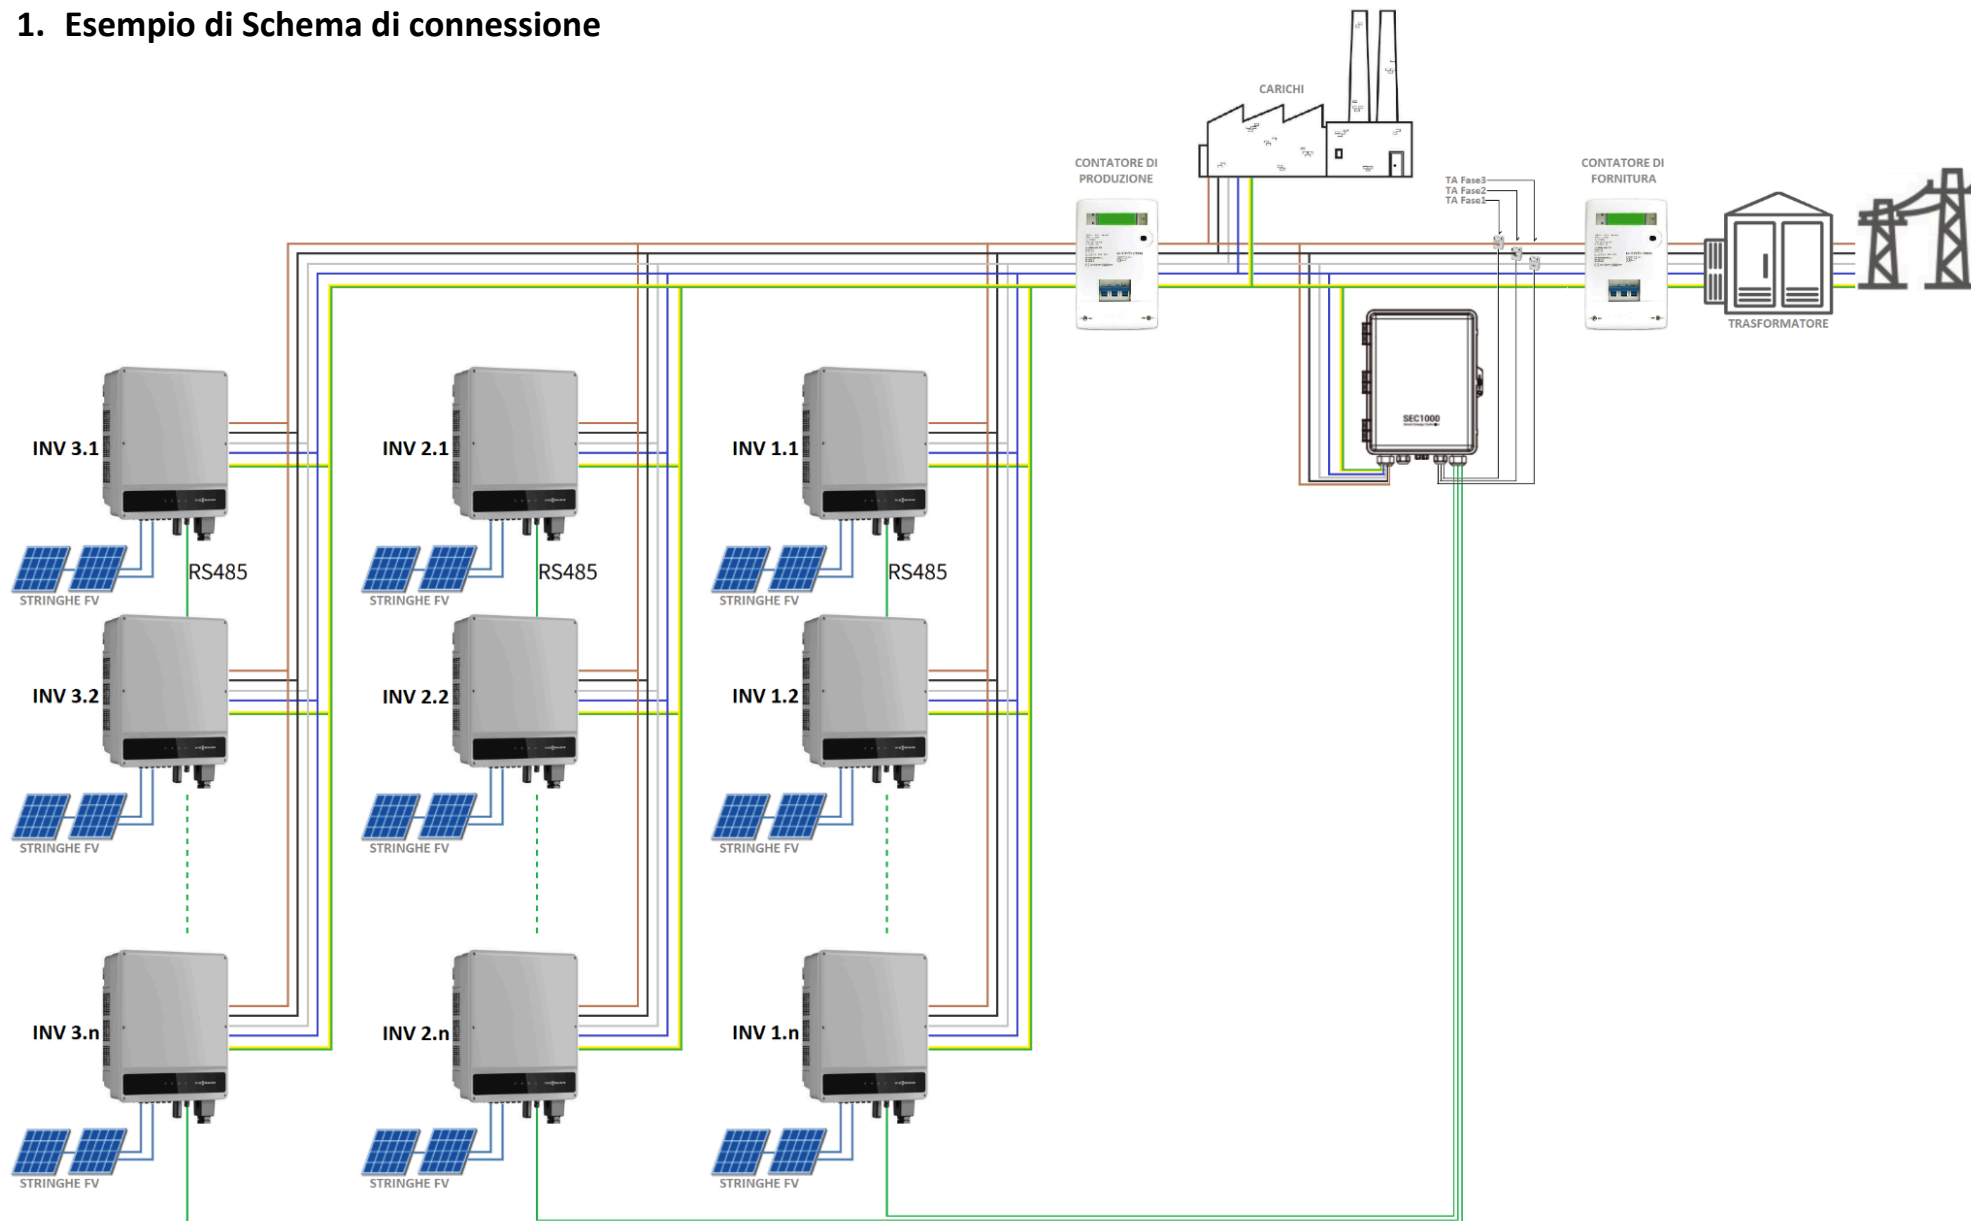 1. Esempio di Schema di connessione
CARICHI
CONTATORE DI
PRODUZIONE
TA Fase3
TA Fase2
TA Fase1
CONTATORE DI
FORNITURA
TRASFORMATORE
SEC1000
Smart Energy Controller
INV 3.1
INV 2.1
INV 1.1
RS485
RS485
RS485
STRINGHE FV
STRINGHE FV
STRINGHE FV
INV 3.2
INV 2.2
INV 1.2
STRINGHE FV
STRINGHE FV
STRINGHE FV
INV 3.n
INV 2.n
INV 1.n
STRINGHE FV
STRINGHE FV
STRINGHE FV